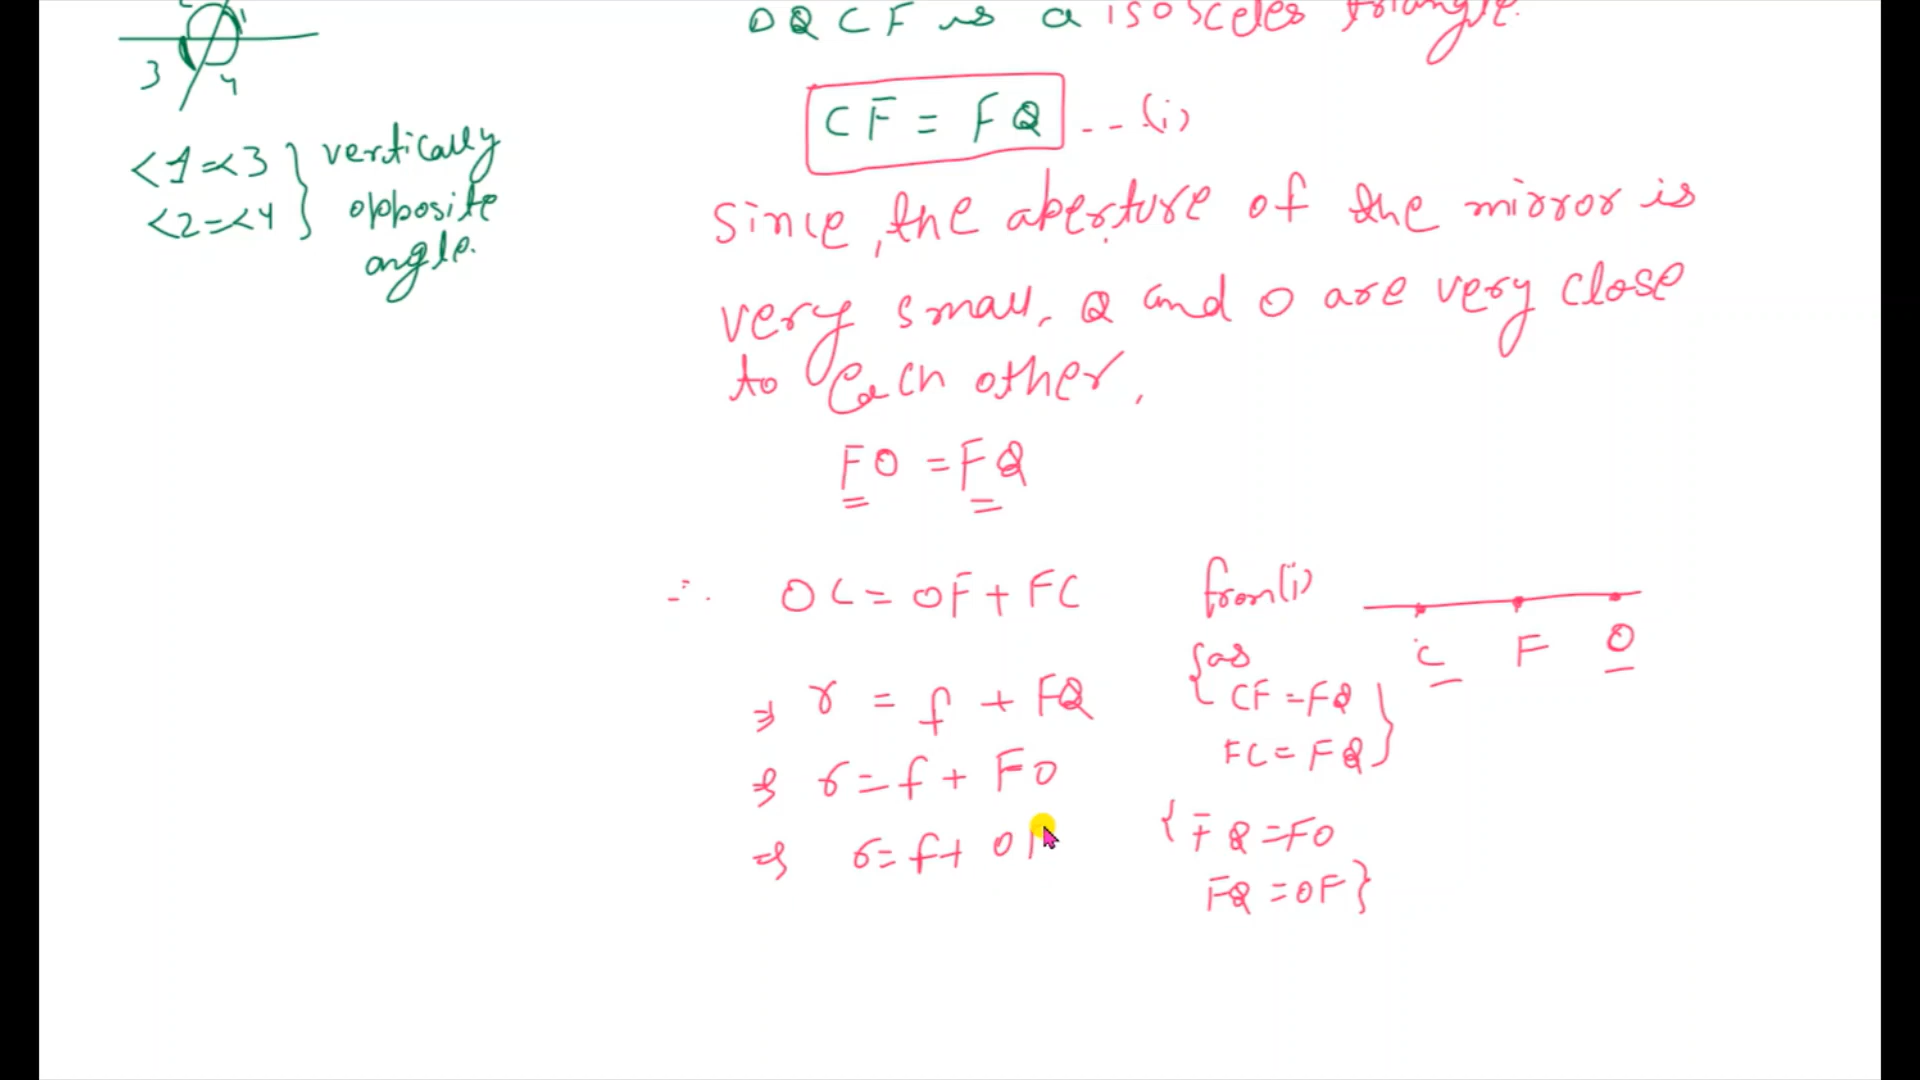 3 4
<1=<3 } vertically
<2=<4 } opposite
angle.
DQCF is a isosceles triangle.
CF = FQ --(i)
Since, the aperture of the mirror is
very small, Q and O are very close
to each other,
FO = FQ
∴ OC = OF + FC from(i)
C F O
{as
⇒ r = f + FQ CF = FQ }
FC = FQ
⇒ r = f + FO
{ FQ = FO
⇒ r = f + O
FQ = OF }